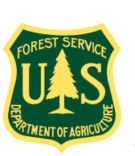 FOREST SERVICE
U S
DEPARTMENT OF AGRICULTURE